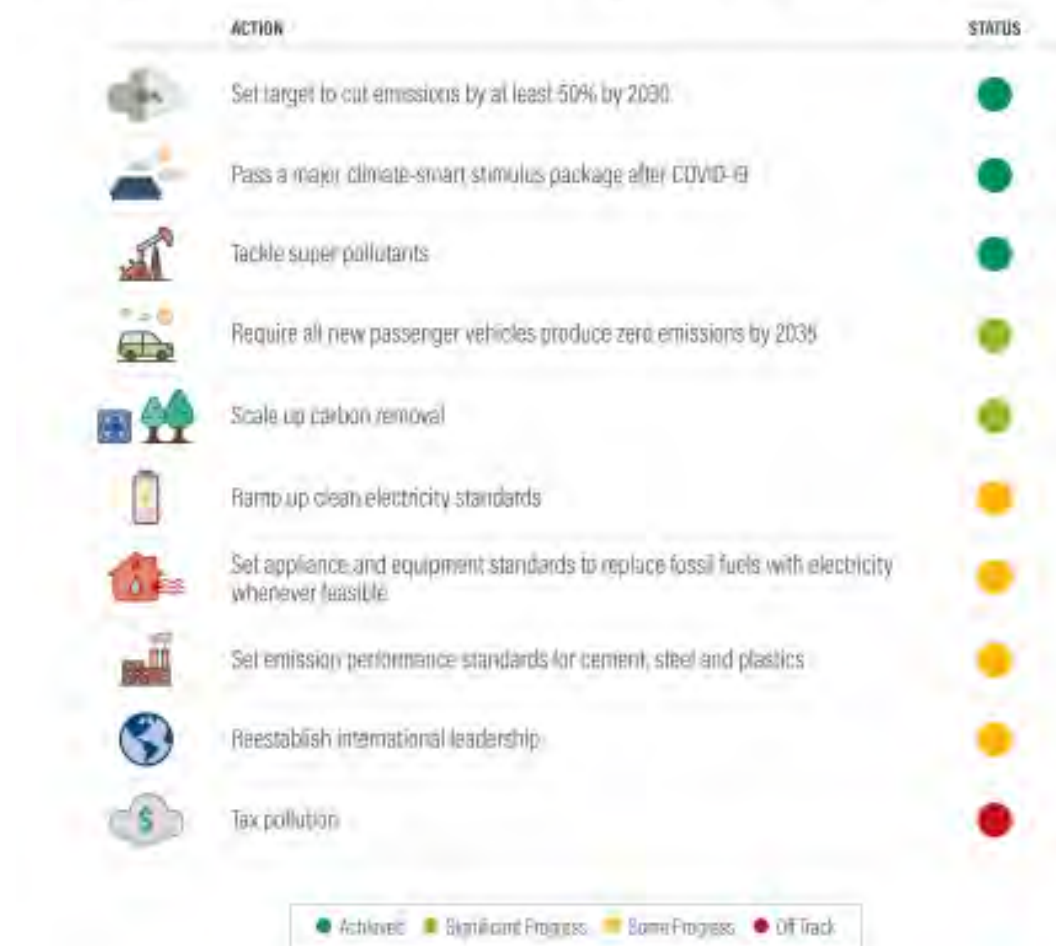 ACTION STATUS
Set target to cut emissions by at least 50% by 2030
Pass a major climate-smart stimulus package after COVID-19
Tackle super pollutants
Require all new passenger vehicles produce zero emissions by 2035
Scale up carbon removal
Ramp up clean electricity standards
Set appliance and equipment standards to replace fossil fuels with electricity
whenever feasible
Set emission performance standards for cement, steel and plastics
Reestablish international leadership
$
Tax pollution
Achieved Significant Progress Some Progress Off Track